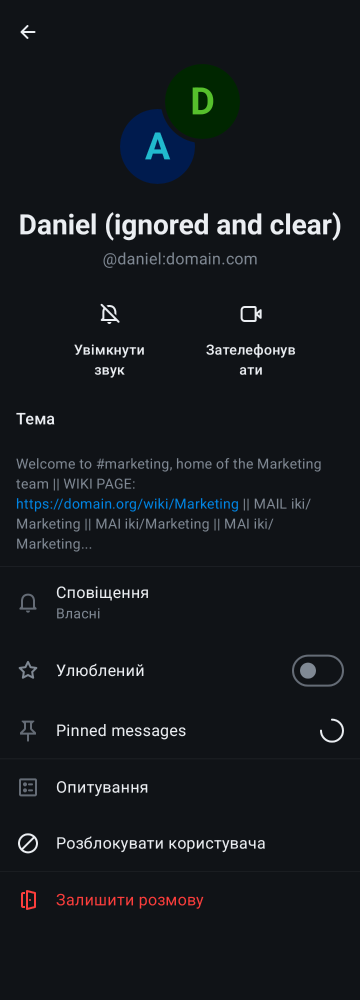 D
A
Daniel (ignored and clear)
@daniel:domain.com
Увімкнути
звук
Зателефонув
ати
Тема
Welcome to #marketing, home of the Marketing
team || WIKI PAGE:
https://domain.org/wiki/Marketing || MAIL iki/
Marketing || MAI iki/Marketing || MAI iki/
Marketing...
Сповіщення
Власні
Улюблений
Pinned messages
Опитування
Розблокувати користувача
Залишити розмову